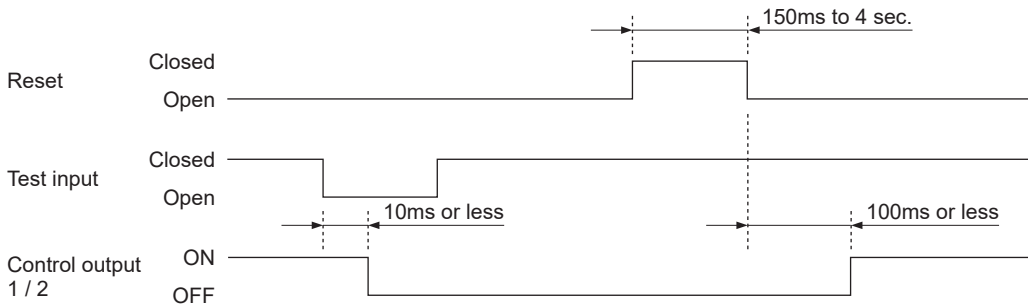 150ms to 4 sec.
Reset
Closed
Open
Test input
Closed
Open
10ms or less
100ms or less
Control output
1 / 2
ON
OFF